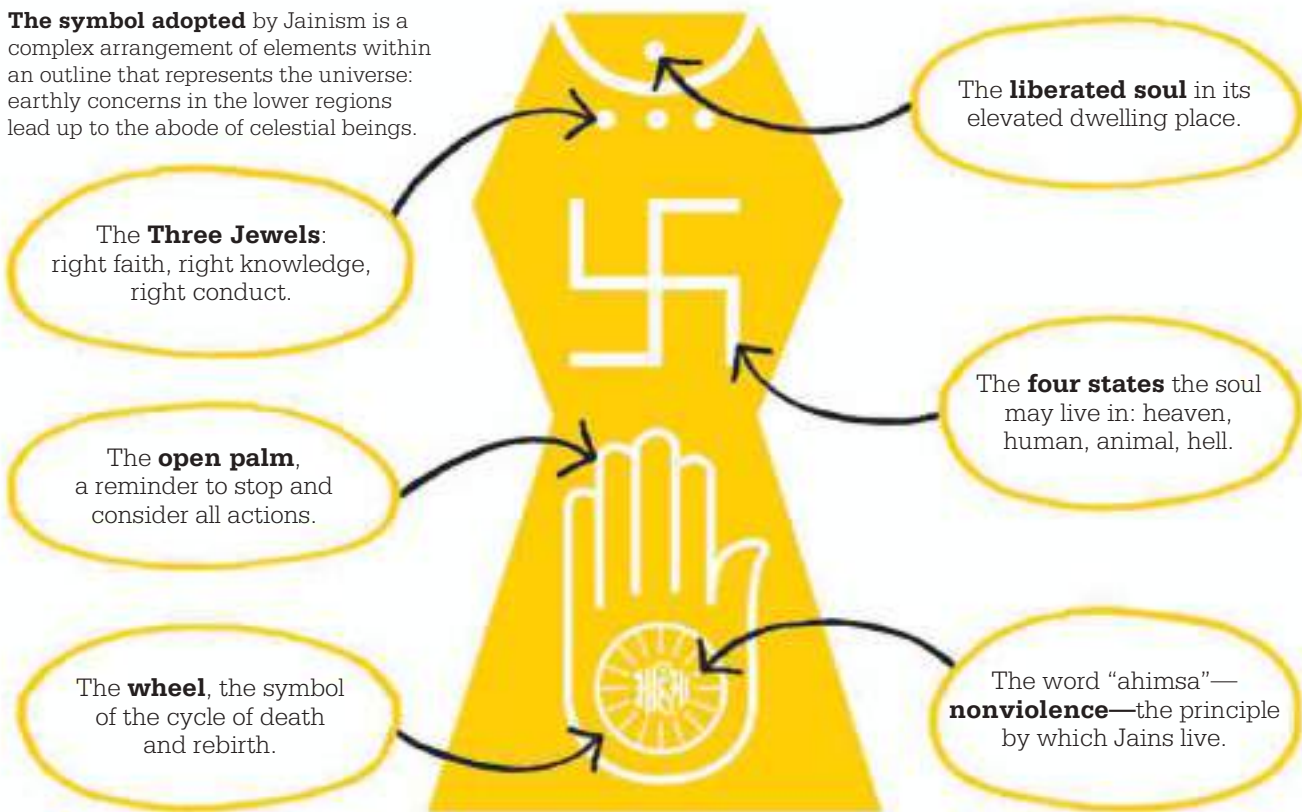 The symbol adopted by Jainism is a
complex arrangement of elements within
an outline that represents the universe:
earthly concerns in the lower regions
lead up to the abode of celestial beings.
The liberated soul in its
elevated dwelling place.
The Three Jewels:
right faith, right knowledge,
right conduct.
The four states the soul
may live in: heaven,
human, animal, hell.
The open palm,
a reminder to stop and
consider all actions.
The wheel, the symbol
of the cycle of death
and rebirth.
The word “ahimsa”—
nonviolence—the principle
by which Jains live.